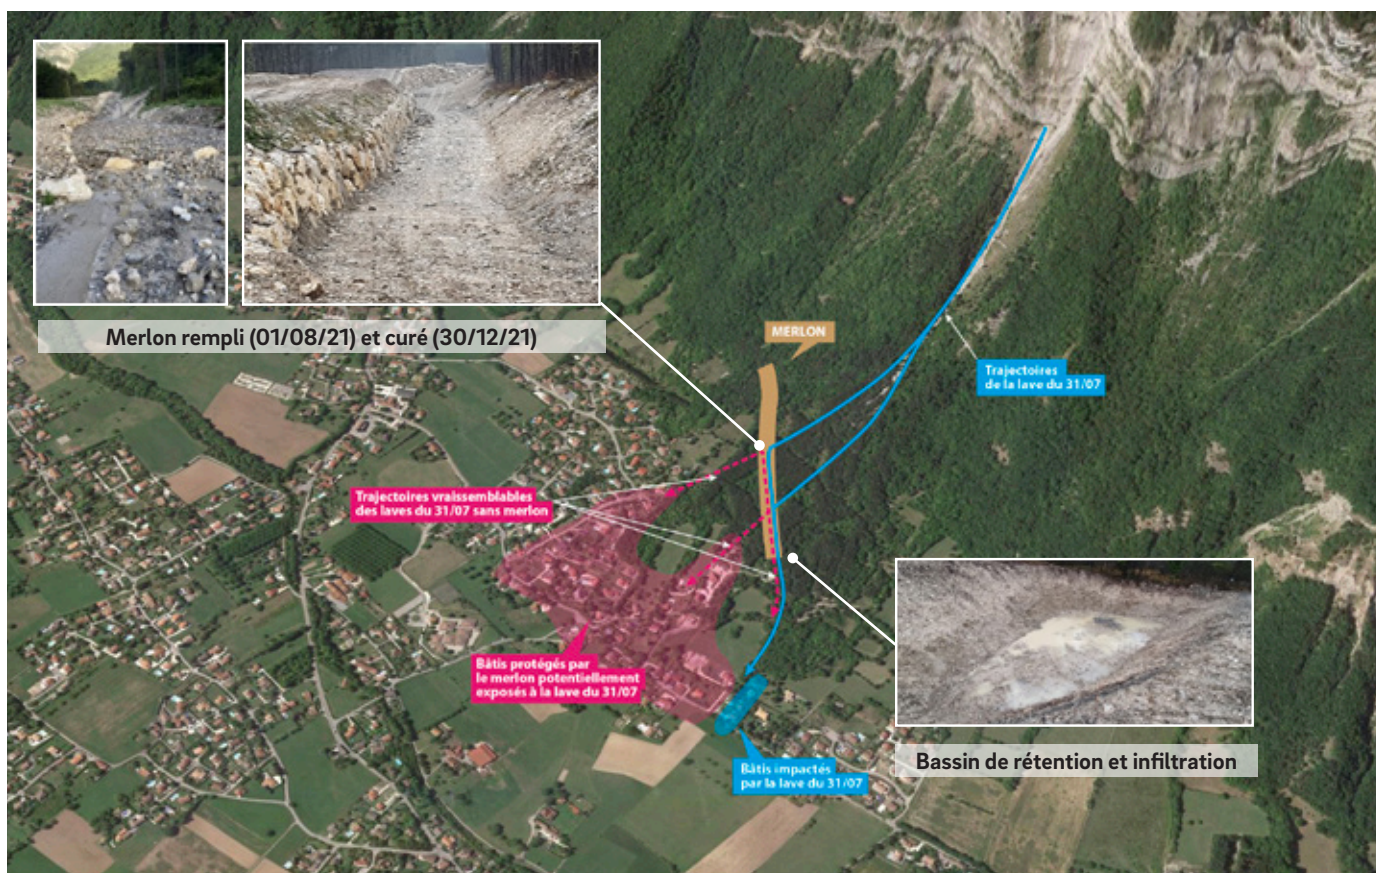 Merlon rempli (01/08/21) et curé (30/12/21)
MERLON
Trajectoires
de la lave du 31/07
Trajectoires vraissemblables
des laves du 31/07 sans merlon
Bâtis protégés par
le merlon potentiellement
exposés à la lave du 31/07
Bâtis impactés
par la lave du 31/07
Bassin de rétention et infiltration